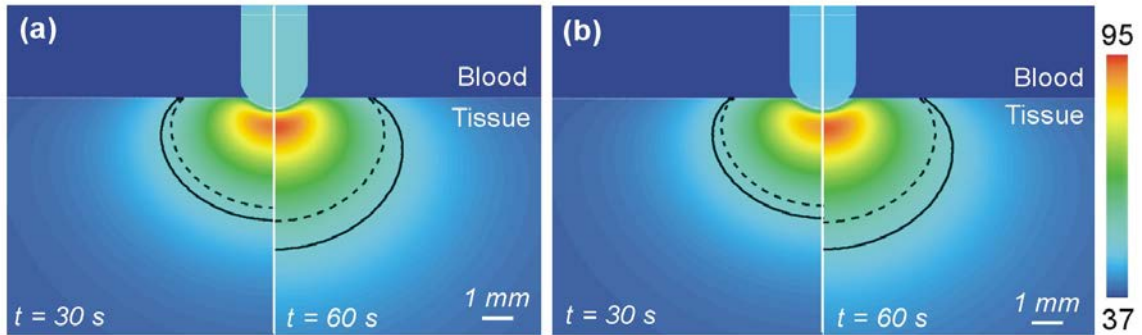 (a)
Blood
Tissue
t = 30 s
t = 60 s
1 mm
(b)
Blood
Tissue
t = 30 s
t = 60 s
1 mm
95
37